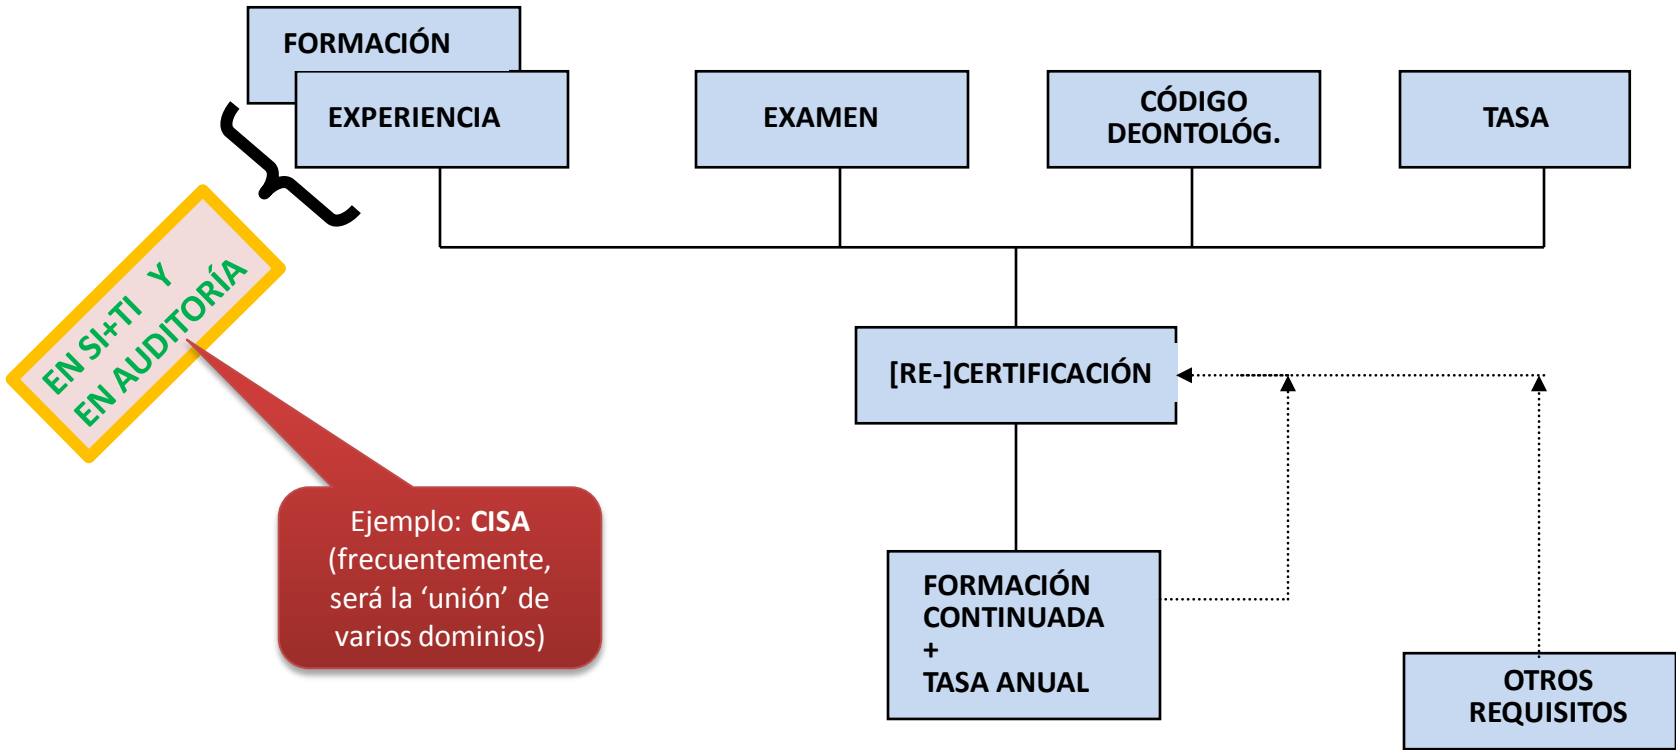 FORMACIÓN
EXPERIENCIA
EXAMEN
CÓDIGO
DEONTOLÓG.
TASA
EN SI+TI Y
EN AUDITORÍA
[RE-]CERTIFICACIÓN
Ejemplo: CISA
(frecuentemente,
será la ‘unión’ de
varios dominios)
FORMACIÓN
CONTINUADA
+
TASA ANUAL
OTROS
REQUISITOS